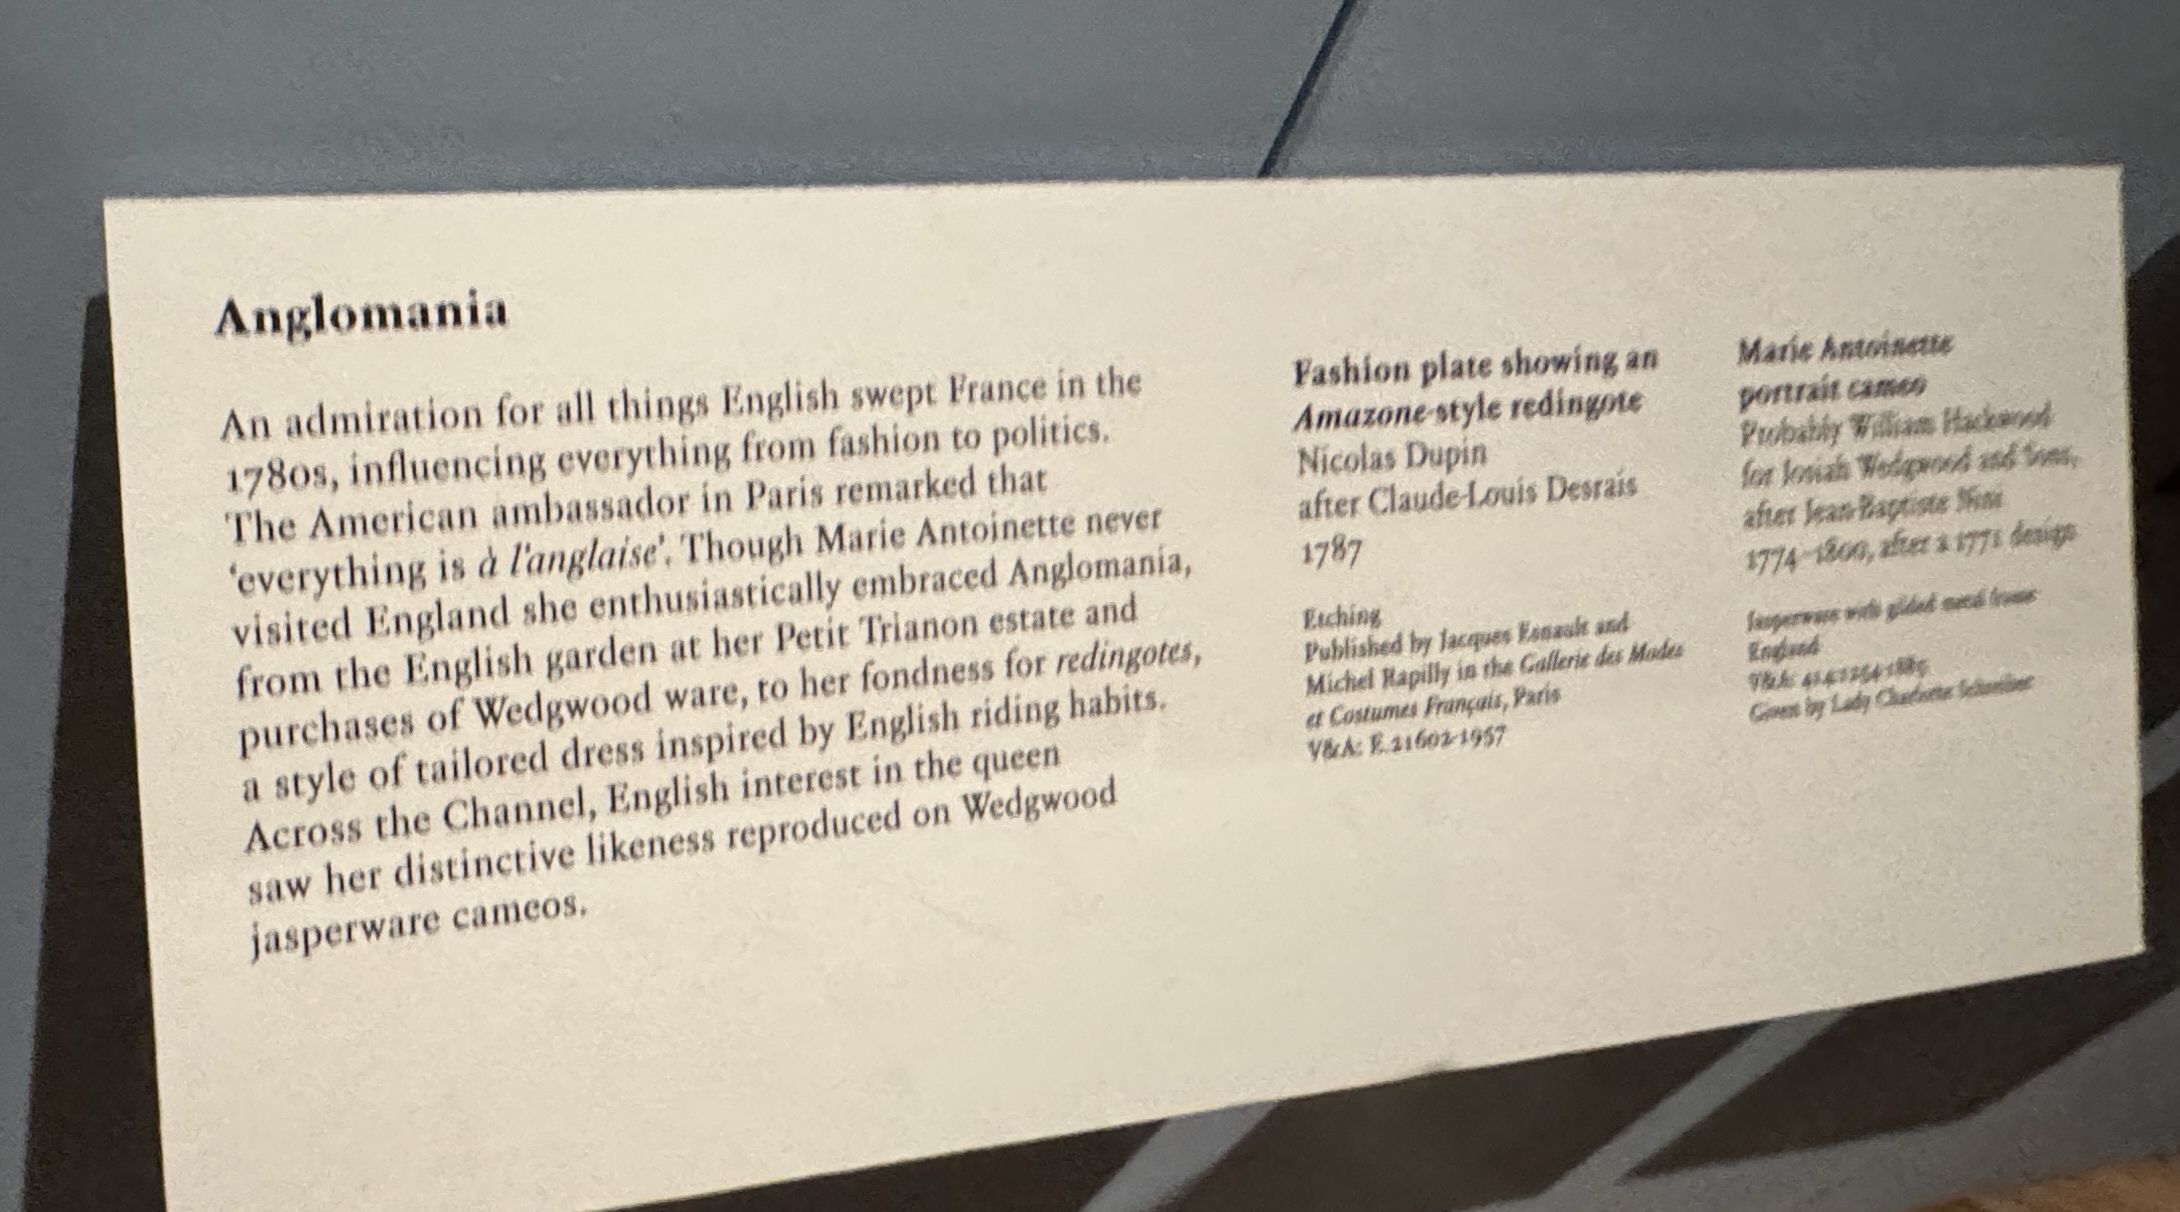 Anglomania
An admiration for all things English swept France in the
1780s, influencing everything from fashion to politics.
The American ambassador in Paris remarked that
‘everything is à l’anglaise’. Though Marie Antoinette never
visited England she enthusiastically embraced Anglomania,
from the English garden at her Petit Trianon estate and
purchases of Wedgwood ware, to her fondness for redingotes,
a style of tailored dress inspired by English riding habits.
Across the Channel, English interest in the queen
saw her distinctive likeness reproduced on Wedgwood
jasperware cameos.
Fashion plate showing an
Amazone-style redingote
Nicolas Dupin
after Claude-Louis Desrais
1787
Etching
Published by Jacques Esnault and
Michel Rapilly in the Gallerie des Modes
et Costumes Français, Paris
V&A: E.21602-1957
Marie Antoinette
portrait cameo
Probably William Hackwood
for Josiah Wedgwood and Sons,
after Jean-Baptiste Nini
1774–1800, after a 1771 design
Jasperware with gilded metal frame
England
V&A:
Given by Lady Charlotte Schreiber